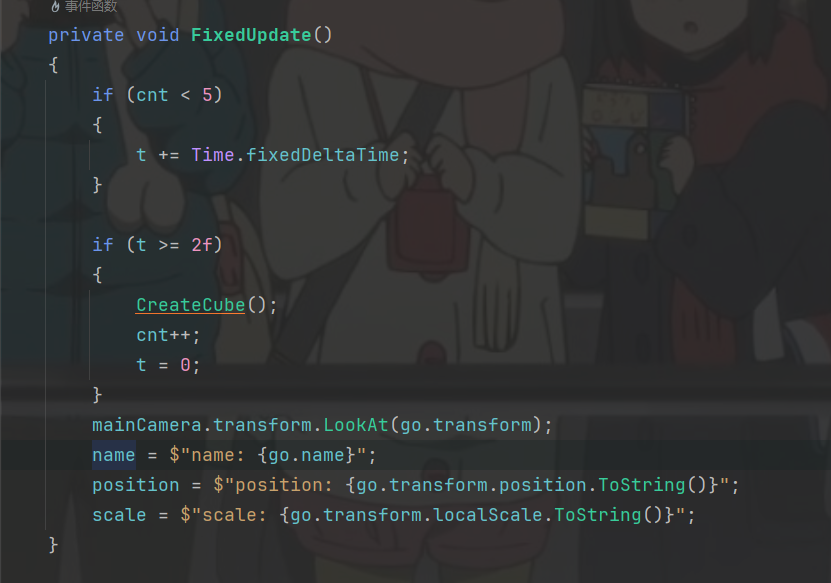 事件函数
private void FixedUpdate()
{
    if (cnt < 5)
    {
        t += Time.fixedDeltaTime;
    }

    if (t >= 2f)
    {
        CreateCube();
        cnt++;
        t = 0;
    }
    mainCamera.transform.LookAt(go.transform);
    name = $"name: {go.name}";
    position = $"position: {go.transform.position.ToString()}";
    scale = $"scale: {go.transform.localScale.ToString()}";
}